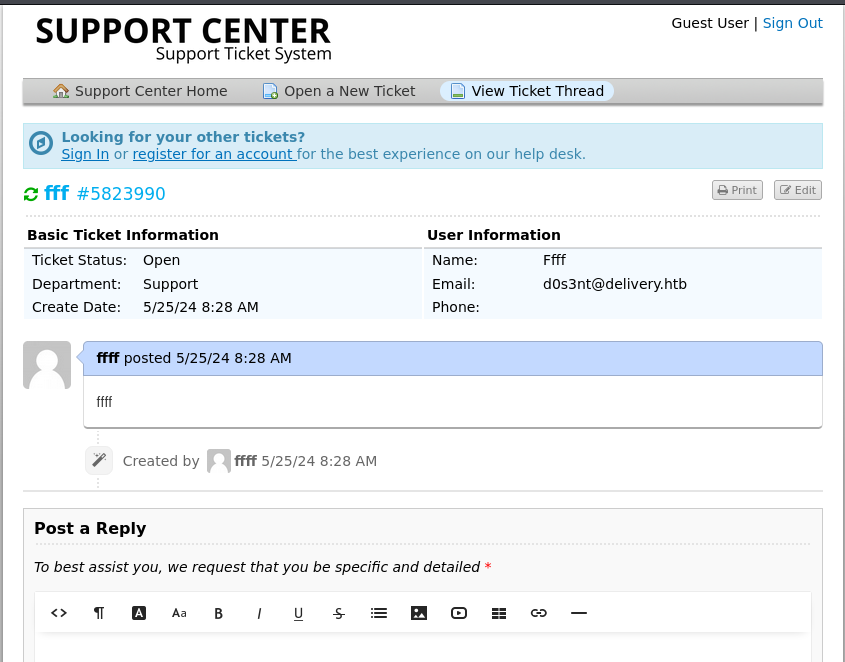 SUPPORT CENTER
Support Ticket System
Guest User | Sign Out
Support Center Home Open a New Ticket View Ticket Thread
Looking for your other tickets?
Sign In or register for an account for the best experience on our help desk.
fff #5823990
Print Edit
Basic Ticket Information
Ticket Status: Open
Department: Support
Create Date: 5/25/24 8:28 AM
User Information
Name: Ffff
Email: d0s3nt@delivery.htb
Phone:
ffff posted 5/25/24 8:28 AM
ffff
Created by ffff 5/25/24 8:28 AM
Post a Reply
To best assist you, we request that you be specific and detailed *
<> ¶ A Aa B I U S